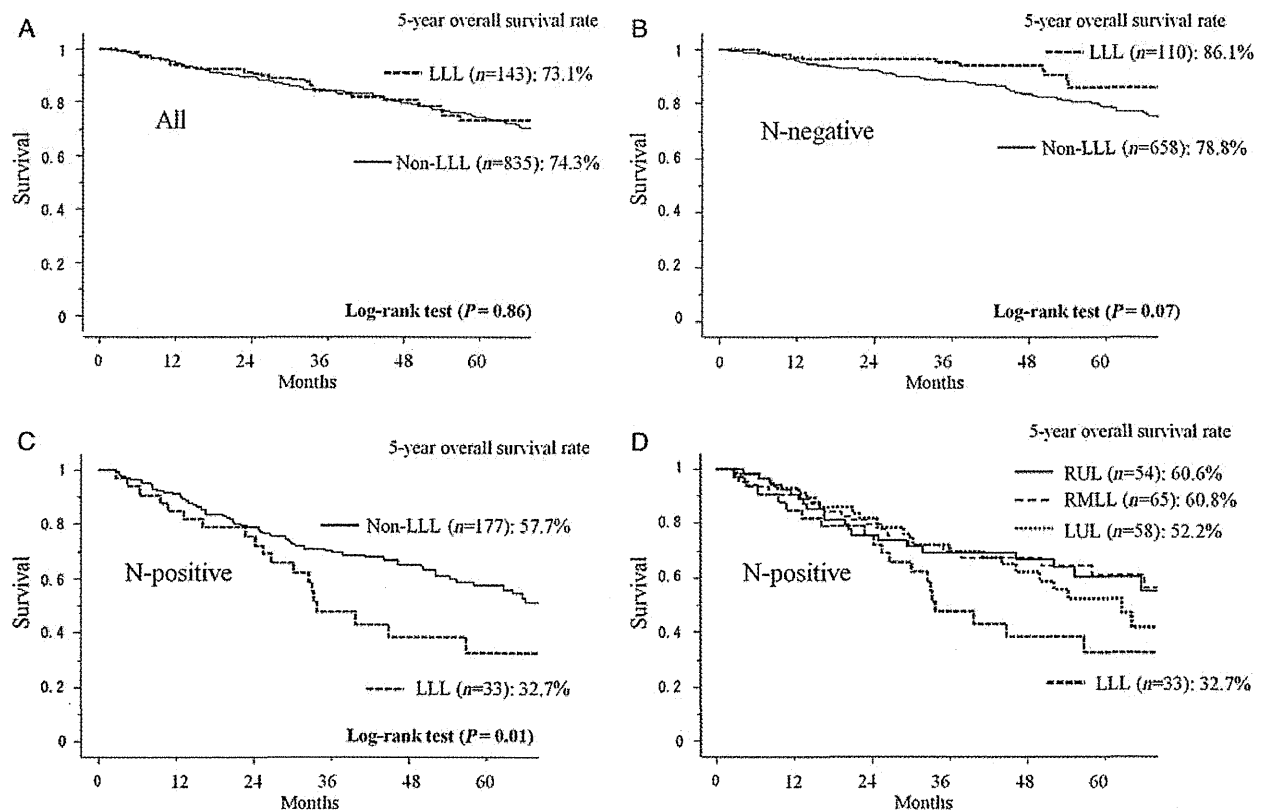 A
5-year overall survival rate
1
0.8
0.6
0.4
0.2
0
Survival
LLL (n=143): 73.1%
All
Non-LLL (n=835): 74.3%
Log-rank test (P = 0.86)
0 12 24 36 48 60
Months
B
5-year overall survival rate
1
0.8
0.6
0.4
0.2
0
Survival
LLL (n=110) 86.1%
N-negative
Non-LLL (n=658): 78.8%
Log-rank test (P = 0.07)
0 12 24 36 48 60
Months
C
5-year overall survival rate
1
0.8
0.6
0.4
0.2
0
Survival
Non-LLL (n=177): 57.7%
N-positive
LLL (n=33): 32.7%
Log-rank test (P = 0.01)
0 12 24 36 48 60
Months
D
5-year overall survival rate
1
0.8
0.6
0.4
0.2
0
Survival
RUL (n=54) 60.6%
RMLL (n=65) 60.8%
LUL (n=58) 52.2%
N-positive
LLL (n=33): 32.7%
0 12 24 36 48 60
Months